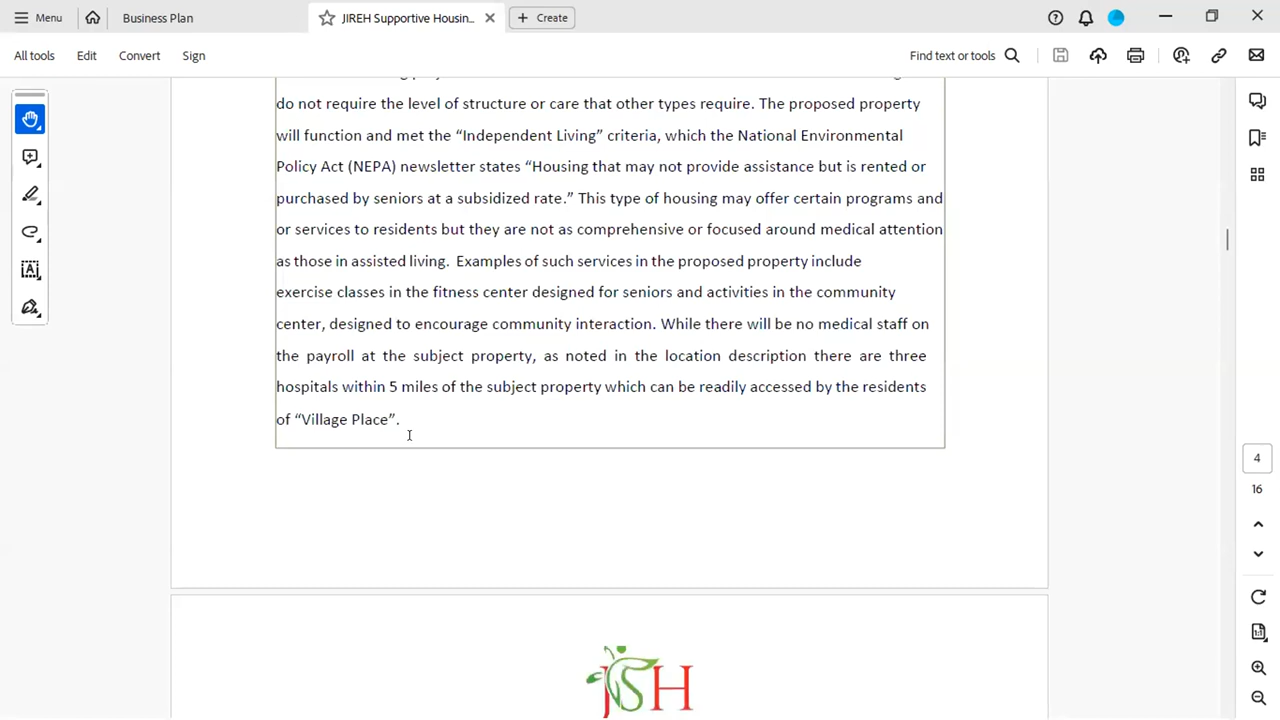 Menu
Business Plan
JIREH Supportive Housin...
Create
All tools
Edit
Convert
Sign
Find text or tools
do not require the level of structure or care that other types require. The proposed property
will function and met the “Independent Living” criteria, which the National Environmental
Policy Act (NEPA) newsletter states “Housing that may not provide assistance but is rented or
purchased by seniors at a subsidized rate.” This type of housing may offer certain programs and
or services to residents but they are not as comprehensive or focused around medical attention
as those in assisted living. Examples of such services in the proposed property include
exercise classes in the fitness center designed for seniors and activities in the community
center, designed to encourage community interaction. While there will be no medical staff on
the payroll at the subject property, as noted in the location description there are three
hospitals within 5 miles of the subject property which can be readily accessed by the residents
of “Village Place”.
4
16
JSH